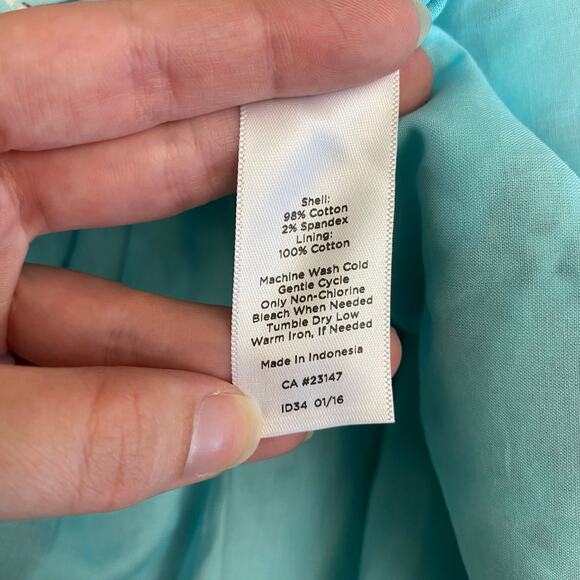 Shell:
98% Cotton
2% Spandex
Lining:
100% Cotton
Machine Wash Cold
Gentle Cycle
Only Non-Chlorine
Bleach When Needed
Tumble Dry Low
Warm Iron, If Needed
Made In Indonesia
CA #23147
ID34 01/16